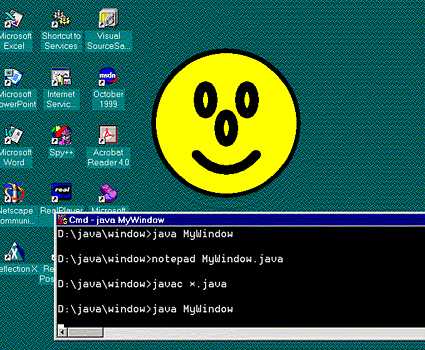 Microsoft
Excel
Shortcut to
Services
Visual
SourceSa...
Microsoft
PowerPoint
Internet
Servic...
msdn
October
1999
Microsoft
Word
Spy++
Acrobat
Reader 4.0
Netscape
Communi...
real
RealPlayer
Microsoft
Reflection X
Cmd - java MyWindow
D:\java\window>java MyWindow
D:\java\window>notepad MyWindow.java
D:\java\window>javac *.java
D:\java\window>java MyWindow